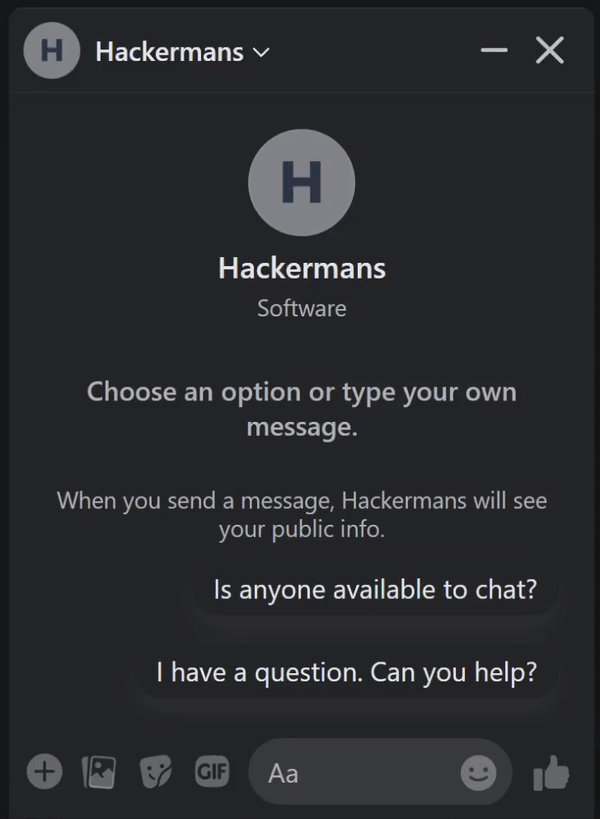 H
Hackermans
H
Hackermans
Software
Choose an option or type your own
message.
When you send a message, Hackermans will see
your public info.
Is anyone available to chat?
I have a question. Can you help?
GIF
Aa